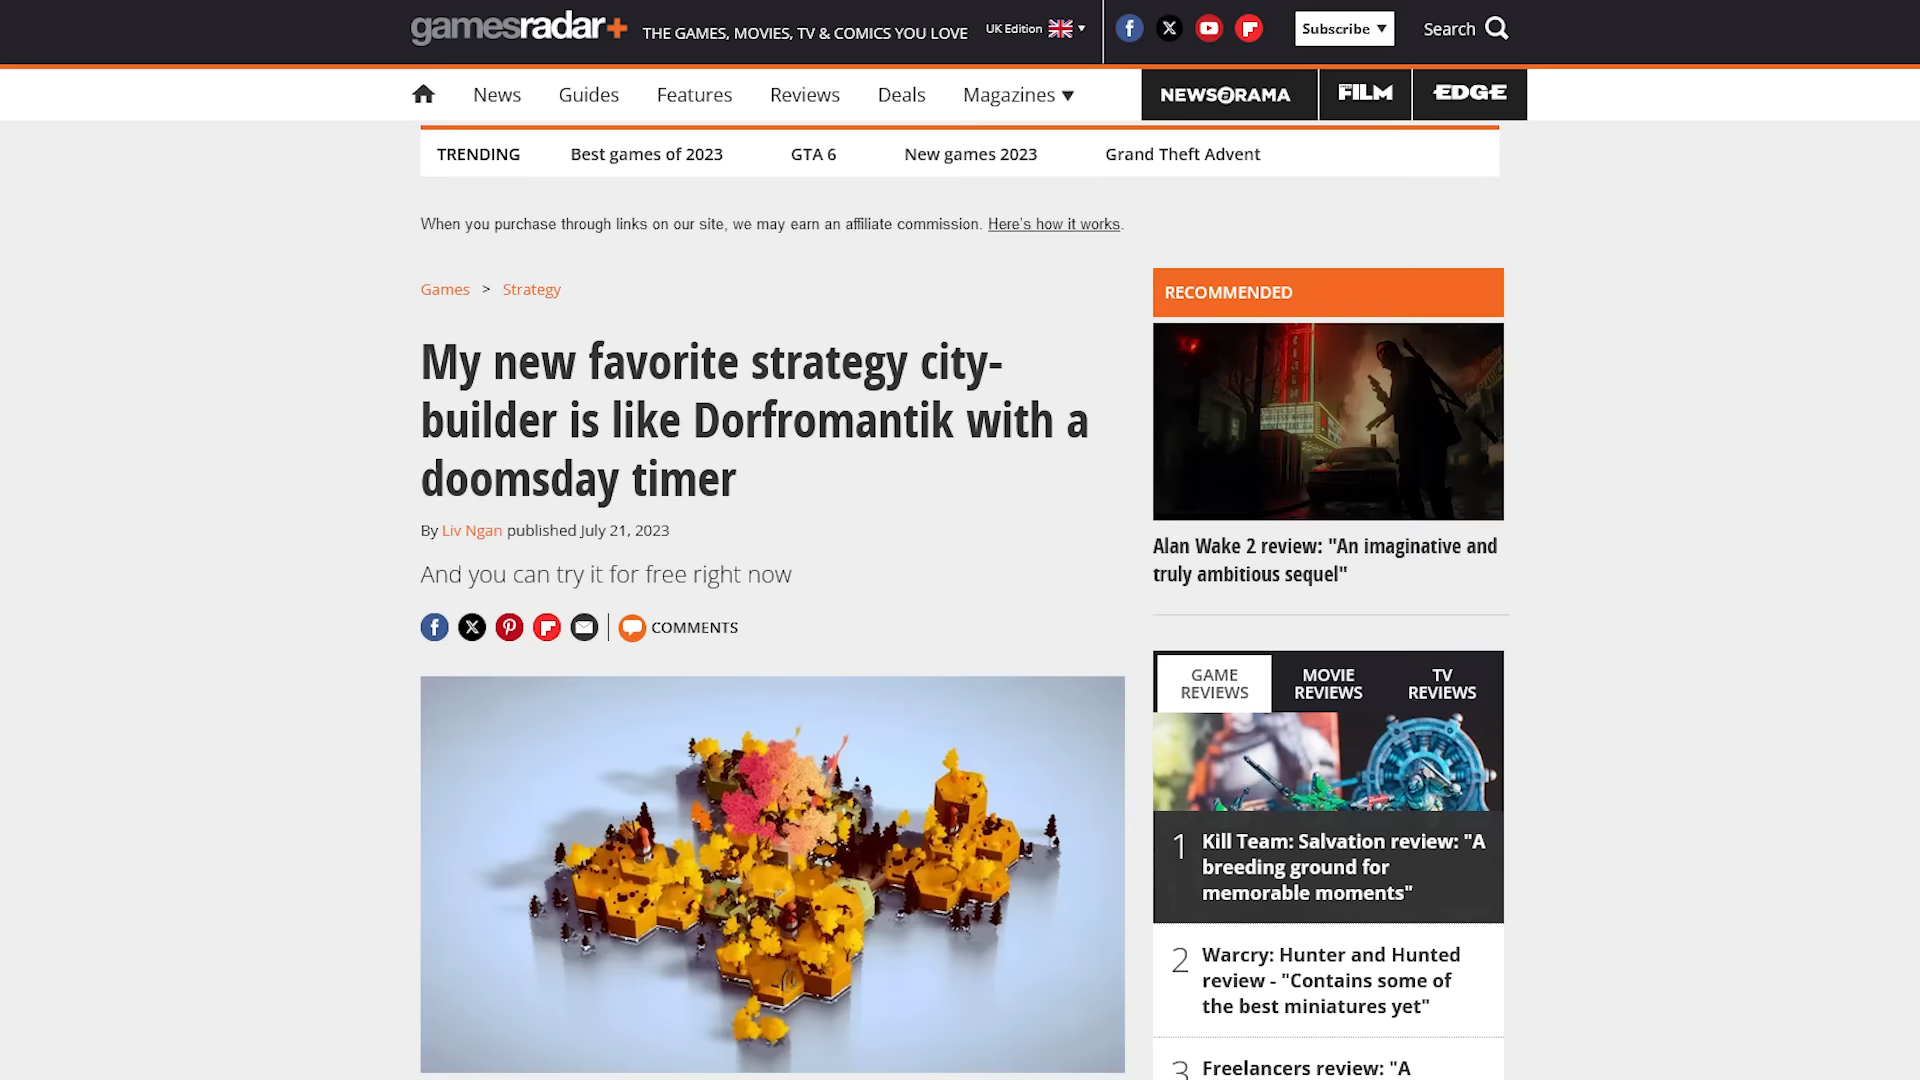 gamesradar+
THE GAMES, MOVIES, TV & COMICS YOU LOVE
UK Edition
Subscribe ▼
Search
News
Guides
Features
Reviews
Deals
Magazines ▼
NEWSaRAMA
FILM
EDGE
TRENDING
Best games of 2023
GTA 6
New games 2023
Grand Theft Advent
When you purchase through links on our site, we may earn an affiliate commission. Here's how it works.
Games > Strategy
My new favorite strategy city-
builder is like Dorfromantik with a
doomsday timer
By Liv Ngan published July 21, 2023
And you can try it for free right now
COMMENTS
RECOMMENDED
Alan Wake 2 review: "An imaginative and
truly ambitious sequel"
GAME
REVIEWS
MOVIE
REVIEWS
TV
REVIEWS
1 Kill Team: Salvation review: "A
breeding ground for
memorable moments"
2 Warcry: Hunter and Hunted
review - "Contains some of
the best miniatures yet"
3 Freelancers review: "A